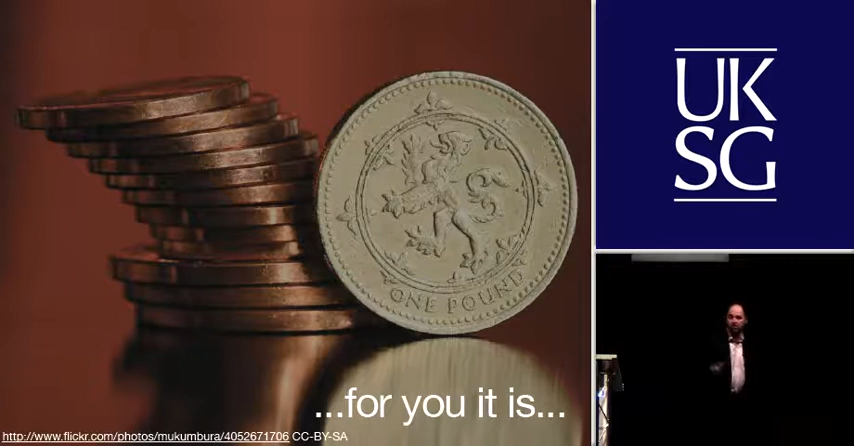 ONE POUND
...for you it is...
http://www.flickr.com/photos/mukumbura/4052671706 CC-BY-SA
UK
SG